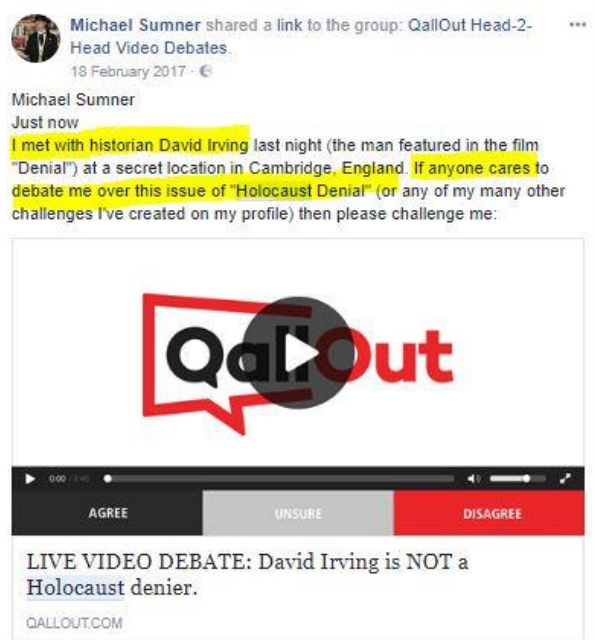 Michael Sumner shared a link to the group: QallOut Head-2-
Head Video Debates.
18 February 2017 ·
Michael Sumner
Just now
I met with historian David Irving last night (the man featured in the film
"Denial") at a secret location in Cambridge, England. If anyone cares to
debate me over this issue of "Holocaust Denial" (or any of my many other
challenges I've created on my profile) then please challenge me:
QallOut
0:00
AGREE
UNSURE
DISAGREE
LIVE VIDEO DEBATE: David Irving is NOT a
Holocaust denier.
QALLOUT.COM